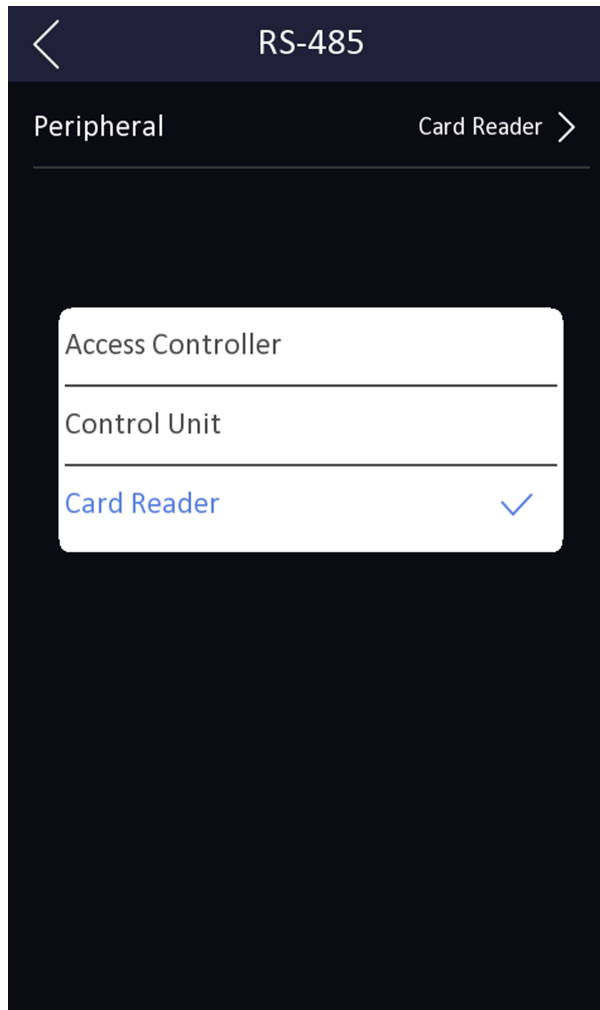 RS-485
Peripheral Card Reader
Access Controller
Control Unit
Card Reader